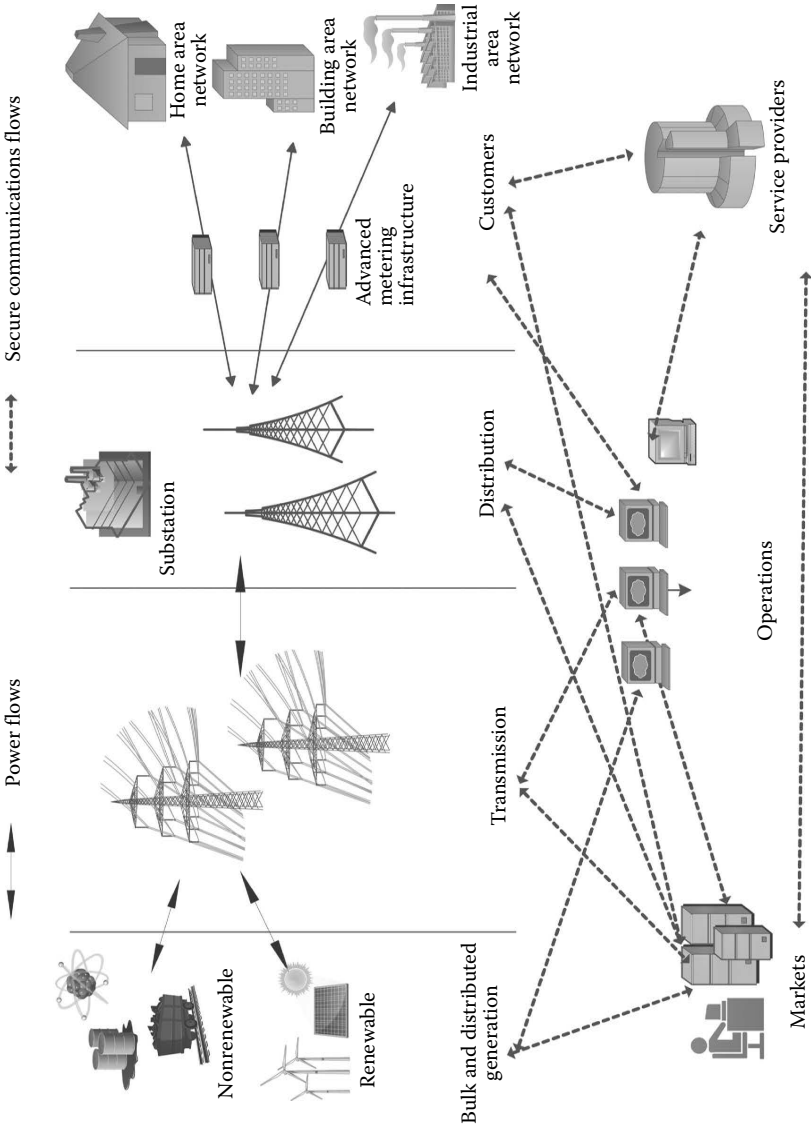 Power flows
Secure communications flows
Nonrenewable
Renewable
Substation
Advanced
metering
infrastructure
Home area
network
Building area
network
Industrial
area
network
Bulk and distributed
generation
Transmission
Distribution
Customers
Markets
Operations
Service providers